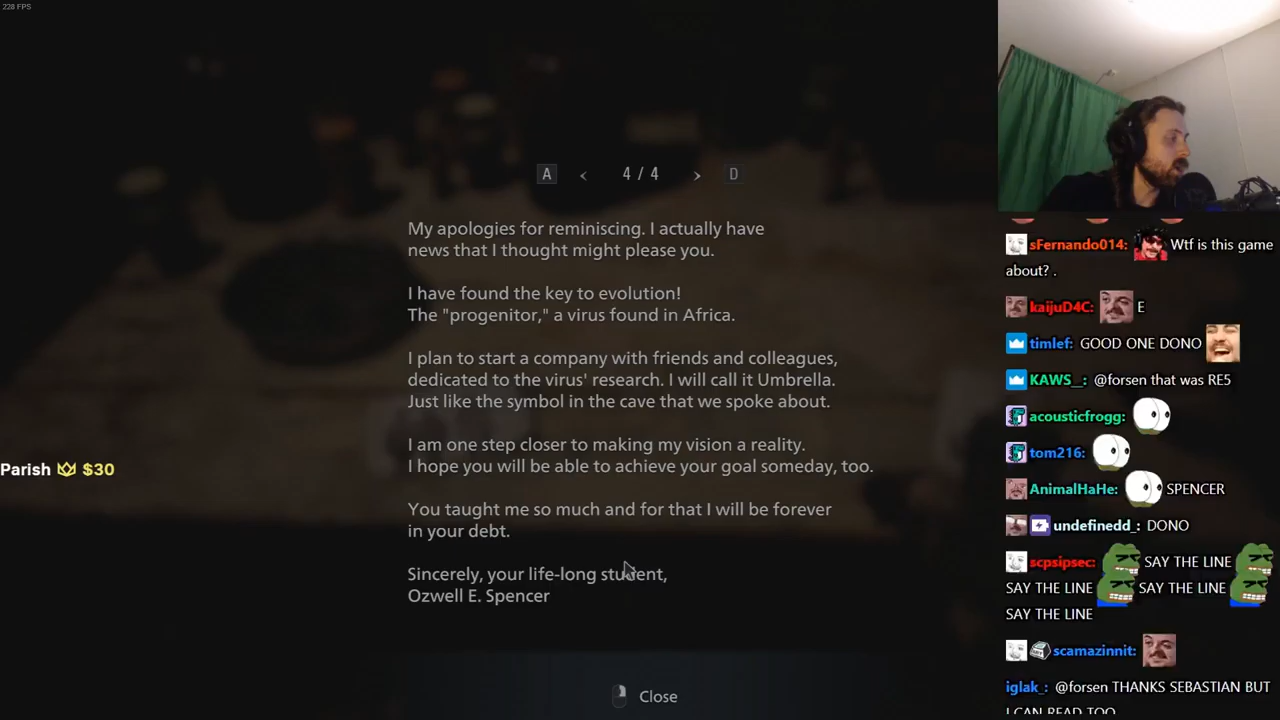 228 FPS
A < 4 / 4 > D
My apologies for reminiscing. I actually have
news that I thought might please you.
I have found the key to evolution!
The "progenitor," a virus found in Africa.
I plan to start a company with friends and colleagues,
dedicated to the virus' research. I will call it Umbrella.
Just like the symbol in the cave that we spoke about.
I am one step closer to making my vision a reality.
I hope you will be able to achieve your goal someday, too.
You taught me so much and for that I will be forever
in your debt.
Sincerely, your life-long student,
Ozwell E. Spencer
Close
Parish $30
sFernando014: Wtf is this game
about? .
kaijuD4C: E
timlef: GOOD ONE DONO
KAWS__: @forsen that was RE5
acousticfrogg:
tom216:
AnimalHaHe: SPENCER
undefinedd_: DONO
scpsipsec: SAY THE LINE
SAY THE LINE SAY THE LINE
SAY THE LINE
scamazinnit:
iglak_: @forsen THANKS SEBASTIAN BUT
I CAN READ TOO